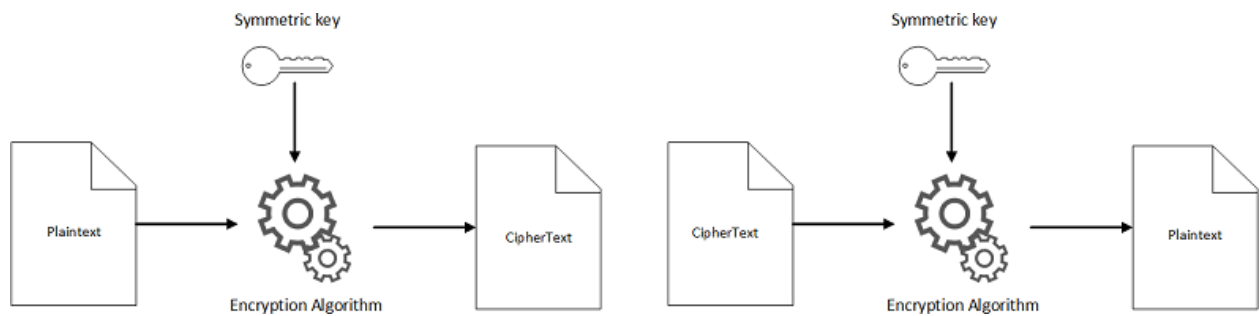 Symmetric key
Plaintext
CipherText
Encryption Algorithm
Symmetric key
CipherText
Plaintext
Encryption Algorithm